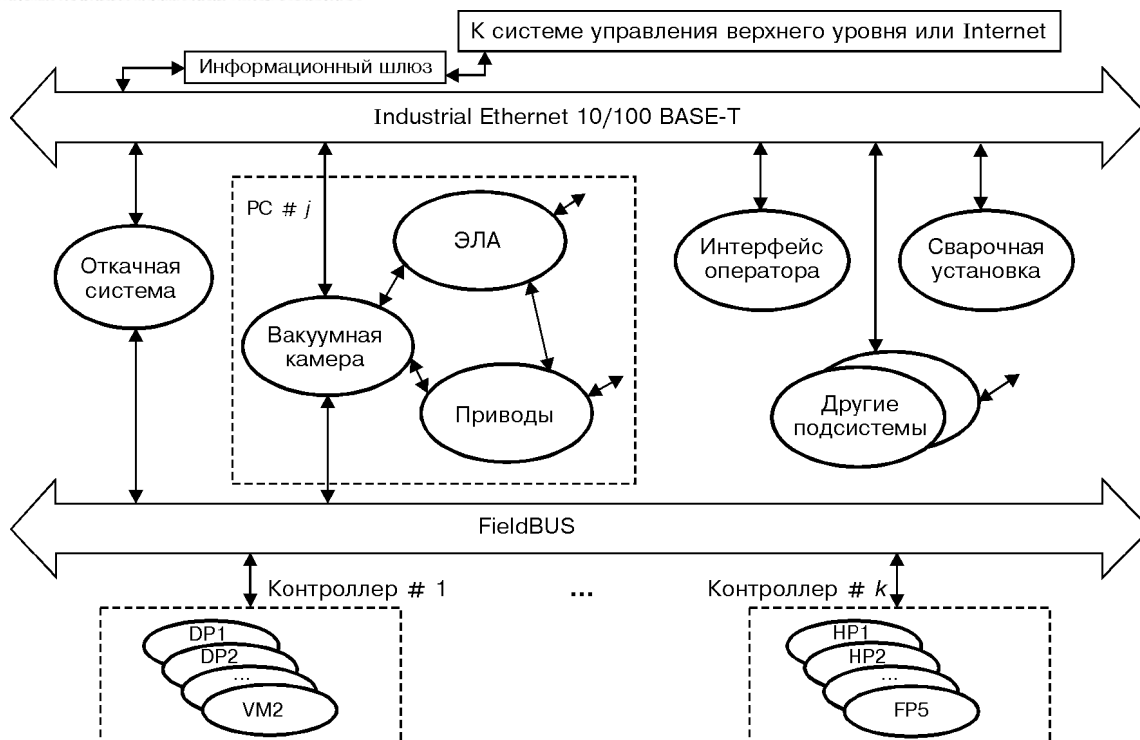 К системе управления верхнего уровня или Internet
Информационный шлюз
Industrial Ethernet 10/100 BASE-T
PC # j
ЭЛА
Откачная
система
Вакуумная
камера
Приводы
Интерфейс
оператора
Сварочная
установка
Другие
подсистемы
FieldBUS
Контроллер # 1
...
Контроллер # k
DP1
DP2
...
VM2
HP1
HP2
...
FP5